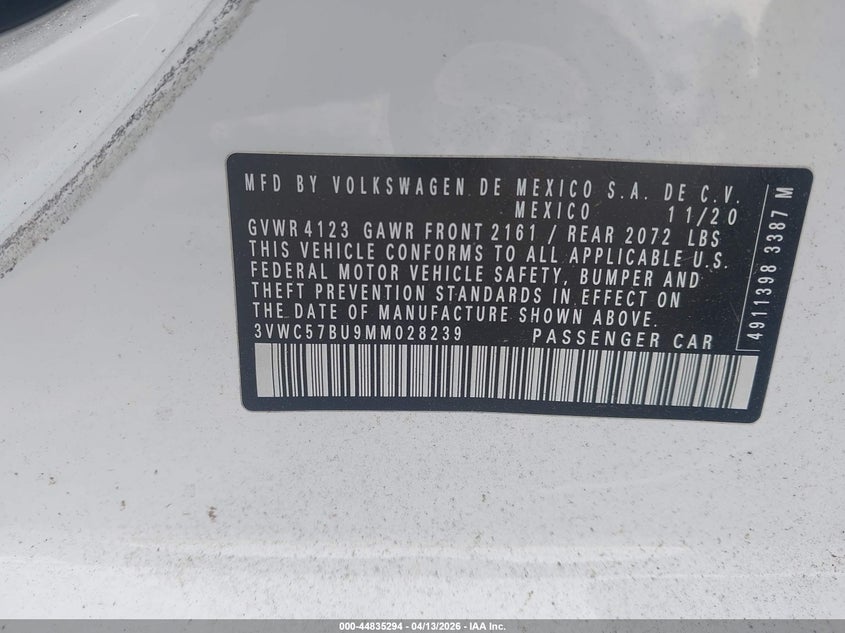 MFD BY VOLKSWAGEN DE MEXICO S.A. DE C.V.
MEXICO 11/20
GVWR 4123 GAWR FRONT 2161 / REAR 2072 LBS
THIS VEHICLE CONFORMS TO ALL APPLICABLE U.S.
FEDERAL MOTOR VEHICLE SAFETY, BUMPER AND
THEFT PREVENTION STANDARDS IN EFFECT ON
THE DATE OF MANUFACTURE SHOWN ABOVE.
3VWC57BU9MM028239 PASSENGER CAR
4911398 3387 M
000-44835294 - 04/13/2026 - IAA Inc.